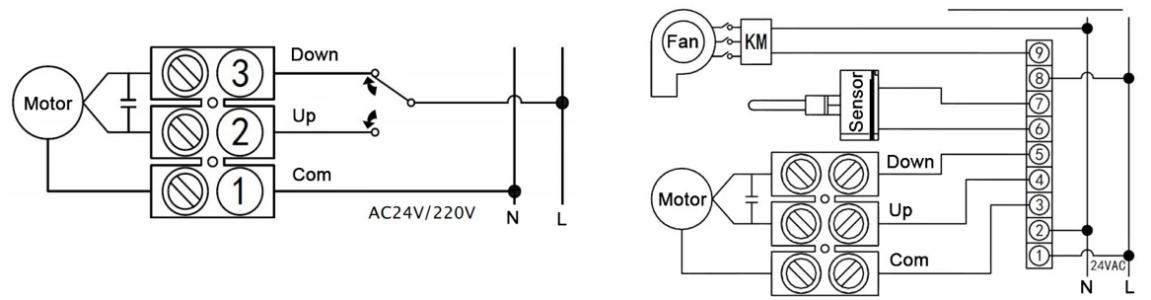 Motor
3
Down
2
Up
1
Com
AC24V/220V
N
L
Fan
KM
Sensor
Motor
Down
Up
Com
9
8
7
6
5
4
3
2
1
24VAC
N
L